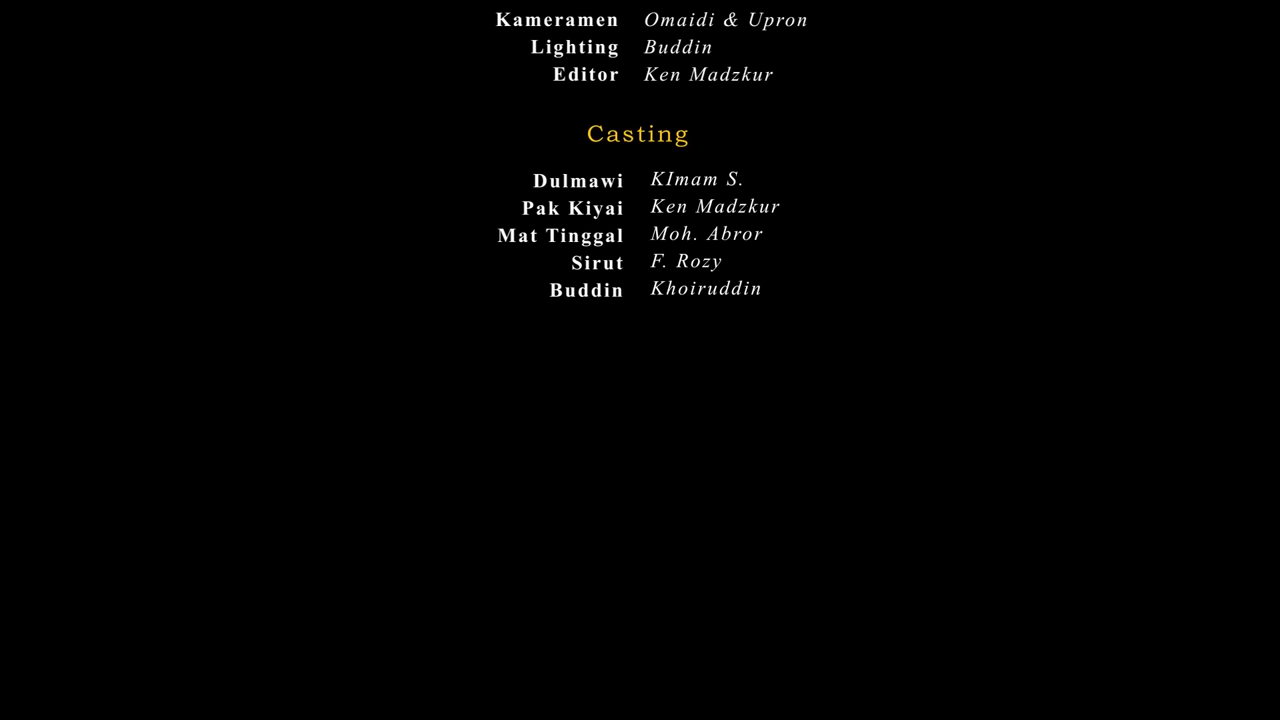 Kameramen Omaidi & Upron
Lighting Buddin
Editor Ken Madzkur
Casting
Dulmawi KImam S.
Pak Kiyai Ken Madzkur
Mat Tinggal Moh. Abror
Sirut F. Rozy
Buddin Khoiruddin